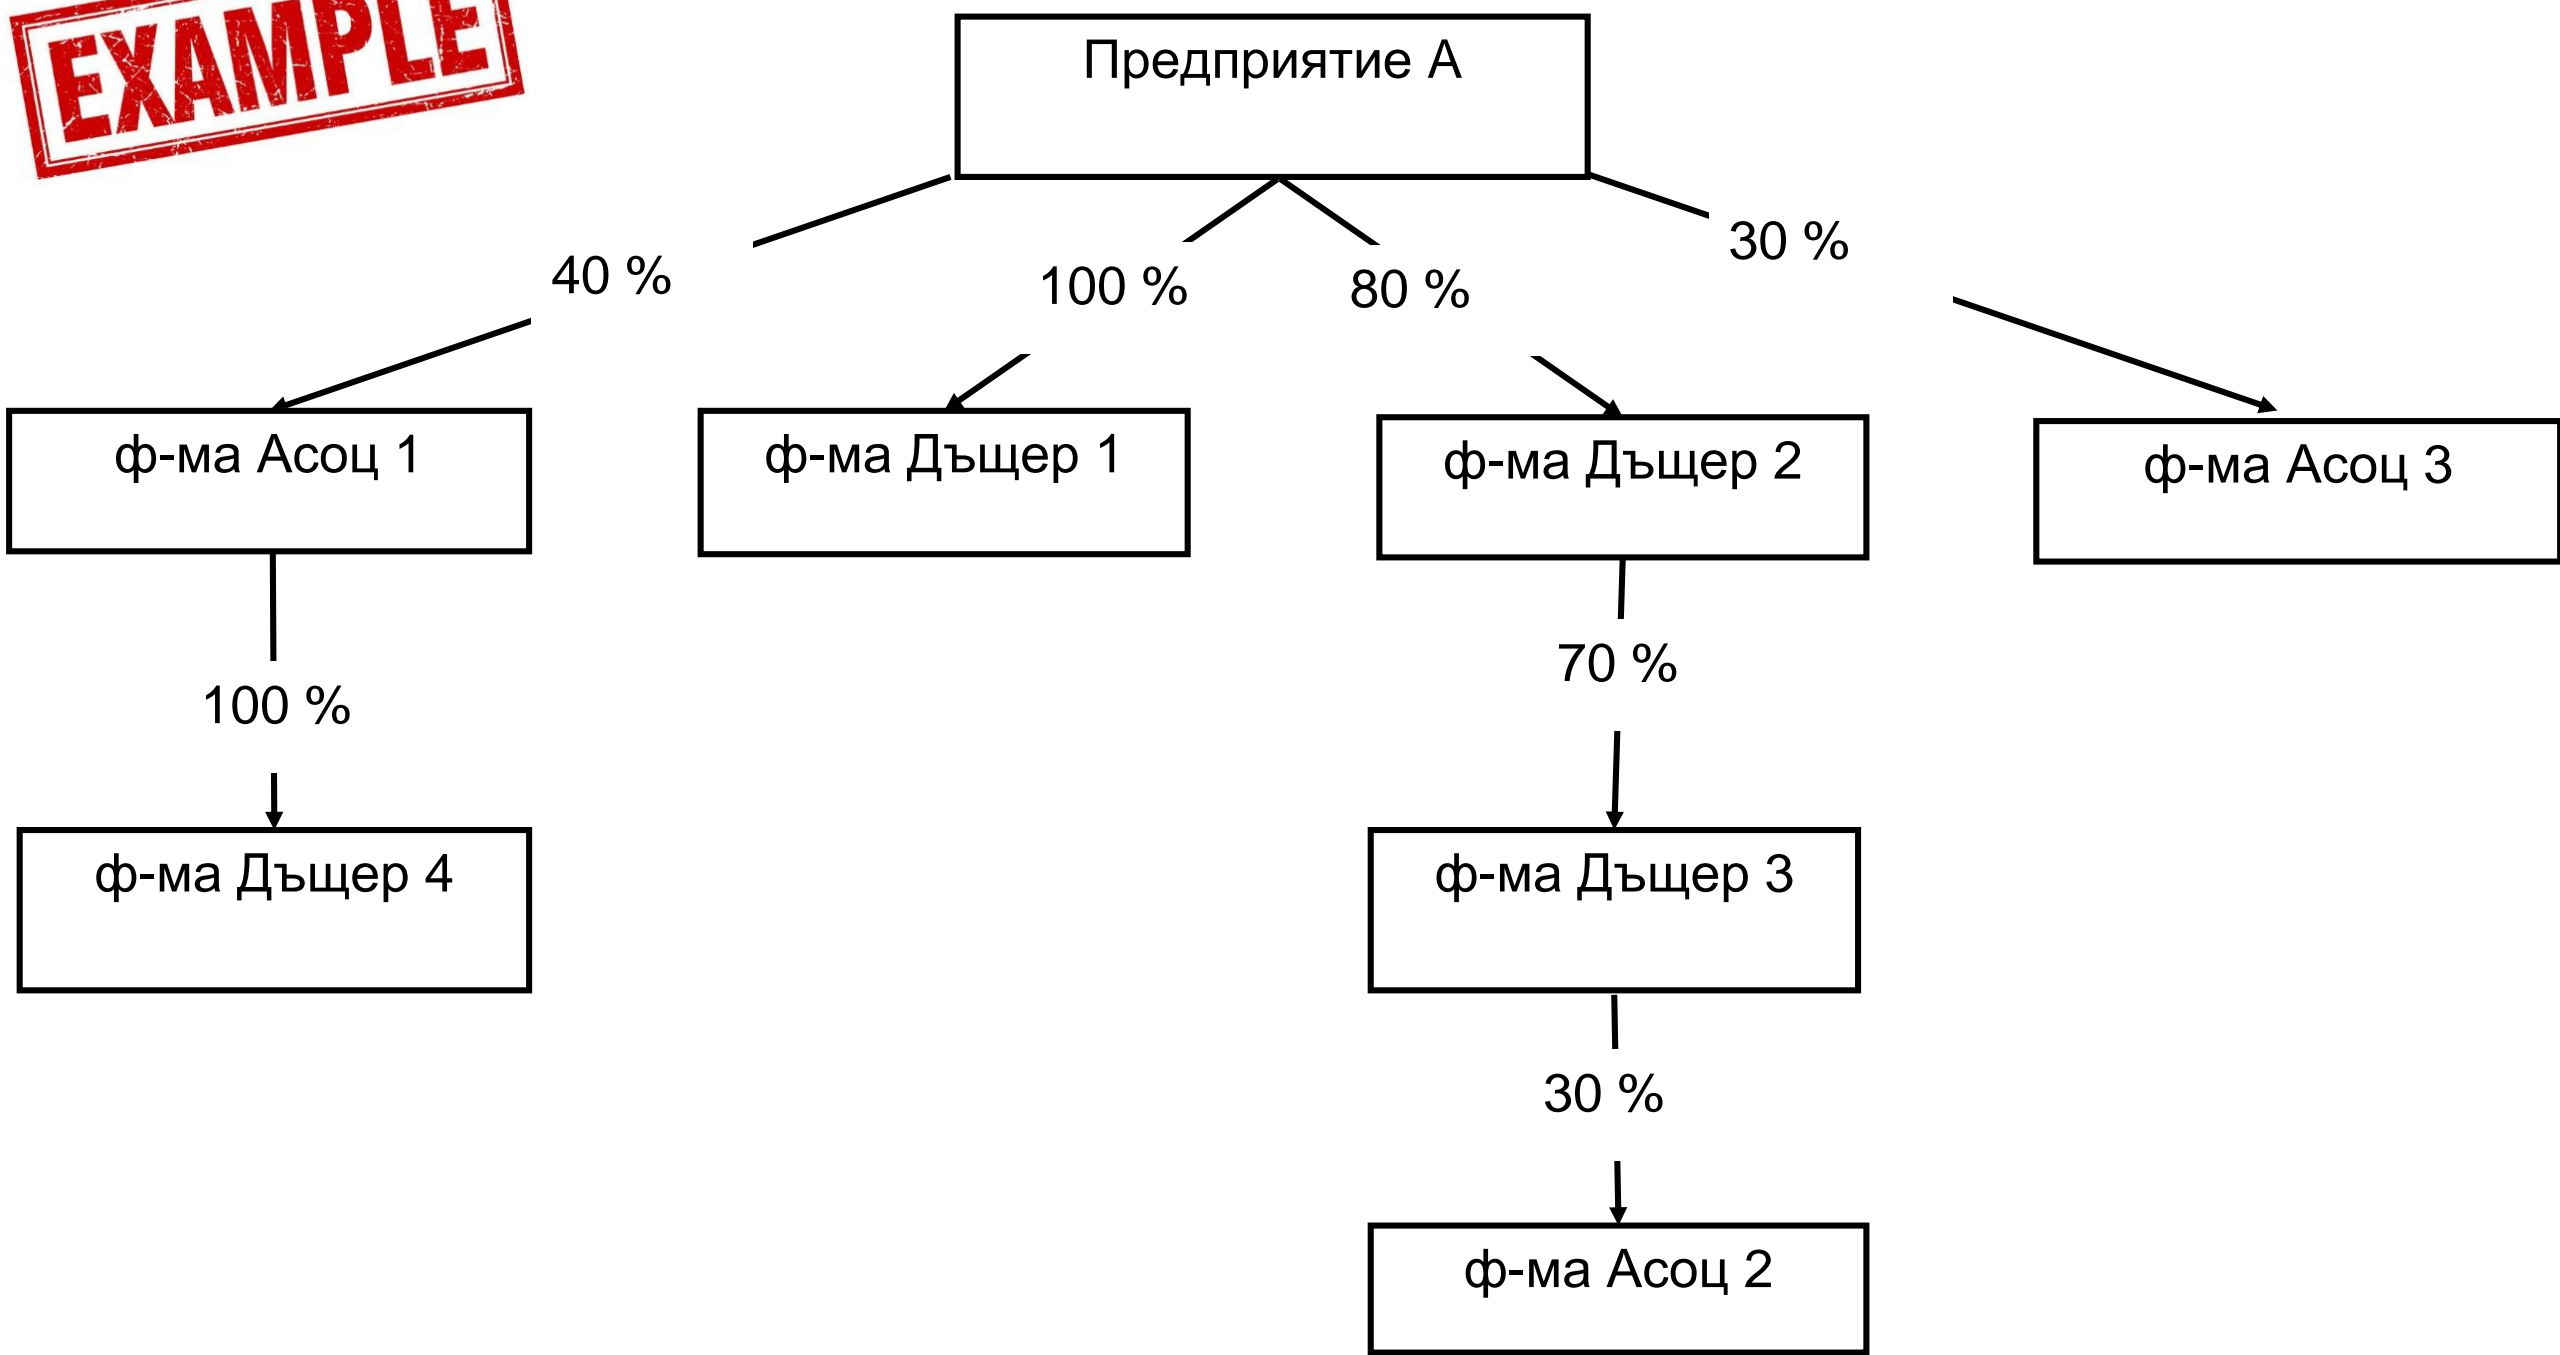 EXAMPLE
Предприятие А
40 %
100 %
80 %
30 %
ф-ма Асоц 1
ф-ма Дъщер 1
ф-ма Дъщер 2
ф-ма Асоц 3
100 %
70 %
ф-ма Дъщер 4
ф-ма Дъщер 3
30 %
ф-ма Асоц 2